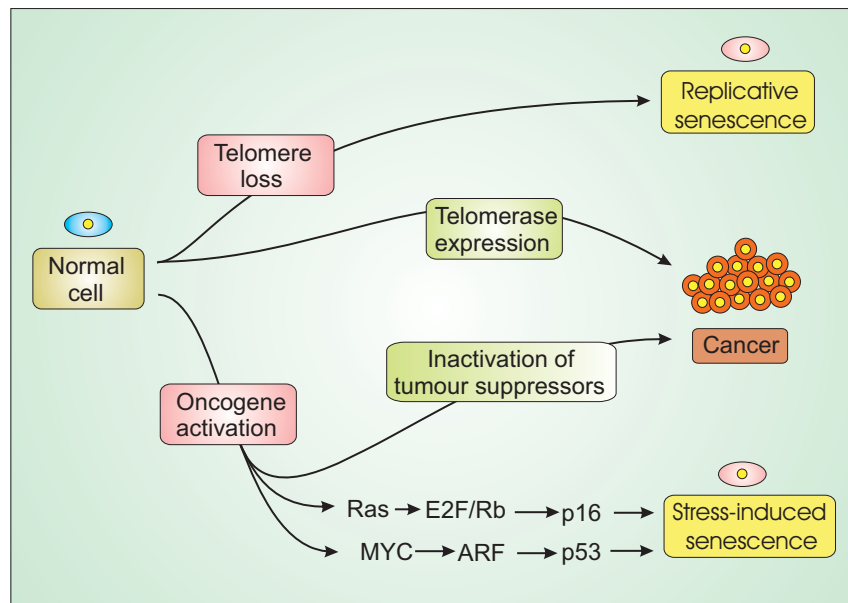 Replicative
senescence
Telomere
loss
Telomerase
expression
Normal
cell
Cancer
Inactivation of
tumour suppressors
Oncogene
activation
Ras E2F/Rb p16
MYC ARF p53
Stress-induced
senescence